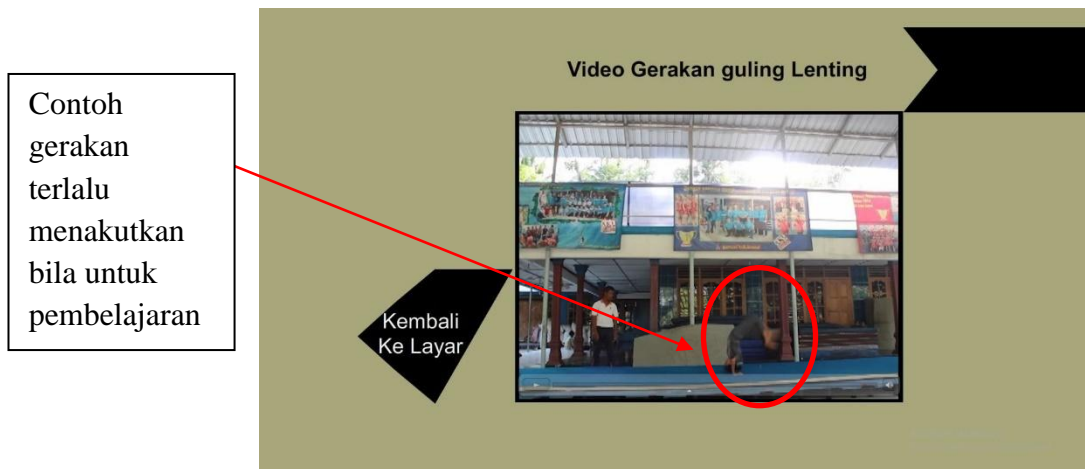 Video Gerakan guling Lenting
Contoh
gerakan
terlalu
menakutkan
bila untuk
pembelajaran
Kembali
Ke Layar